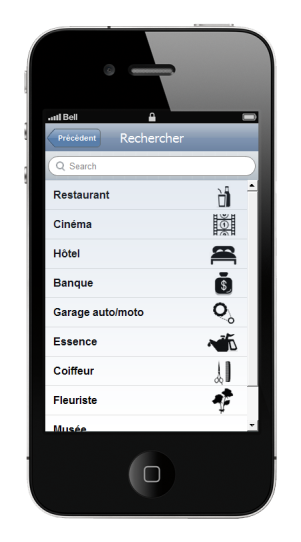 Bell
Précédent
Rechercher
Search
Restaurant
Cinéma
Hôtel
Banque
$
Garage auto/moto
Essence
Coiffeur
Fleuriste
Musée